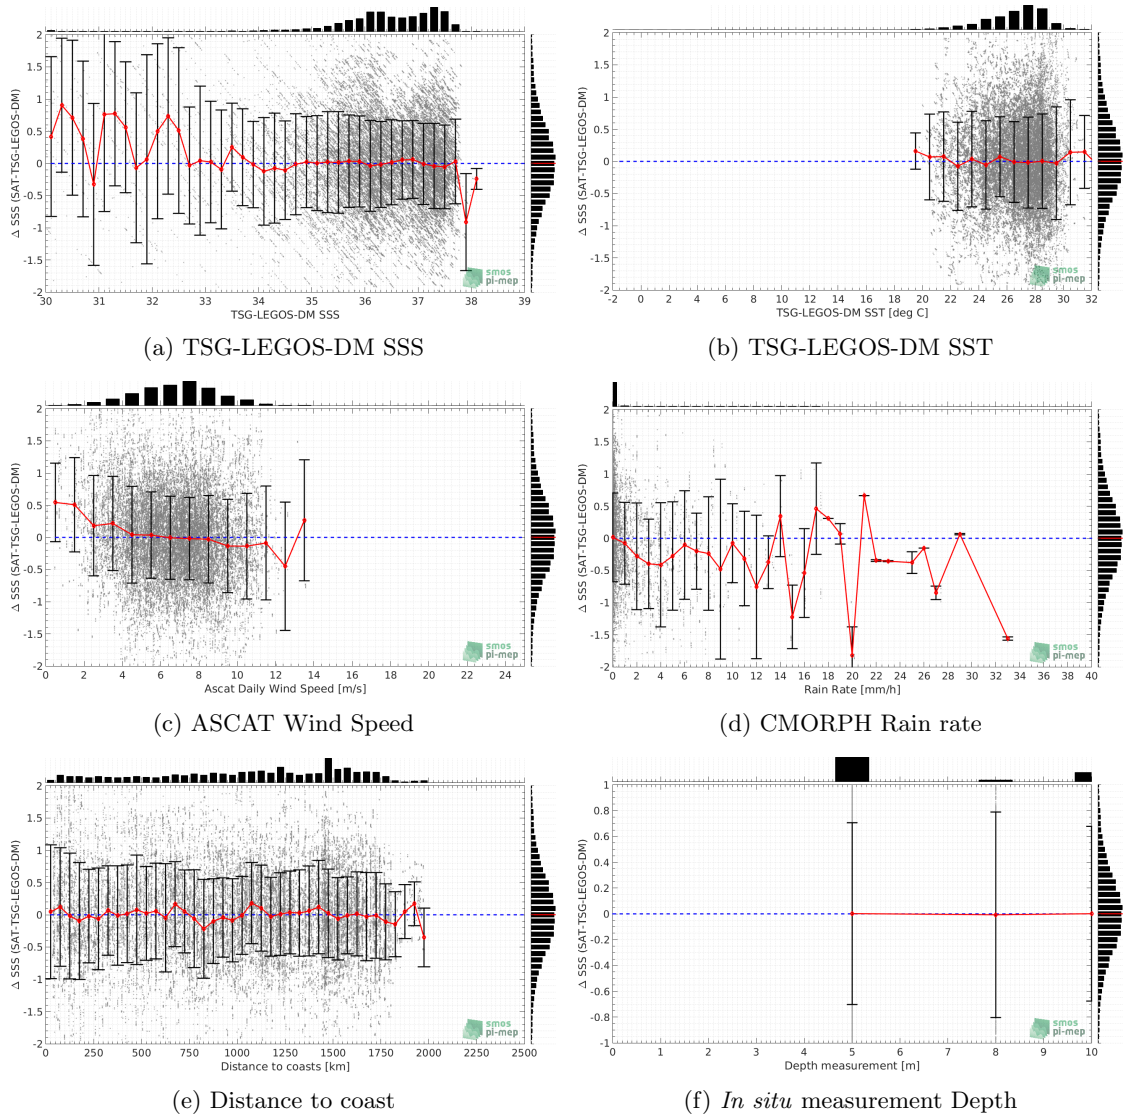 2
1.5
1
0.5
0
-0.5
-1
-1.5
-2
Δ SSS (SAT-TSG-LEGOS-DM)
30 31 32 33 34 35 36 37 38 39
TSG-LEGOS-DM SSS
smos
pi-mep
(a) TSG-LEGOS-DM SSS
2
1.5
1
0.5
0
-0.5
-1
-1.5
-2
Δ SSS (SAT-TSG-LEGOS-DM)
-2 0 2 4 6 8 10 12 14 16 18 20 22 24 26 28 30 32
TSG-LEGOS-DM SST [deg C]
smos
pi-mep
(b) TSG-LEGOS-DM SST
2
1.5
1
0.5
0
-0.5
-1
-1.5
-2
Δ SSS (SAT-TSG-LEGOS-DM)
0 2 4 6 8 10 12 14 16 18 20 22 24
Ascat Daily Wind Speed [m/s]
smos
pi-mep
(c) ASCAT Wind Speed
2
1.5
1
0.5
0
-0.5
-1
-1.5
-2
Δ SSS (SAT-TSG-LEGOS-DM)
0 2 4 6 8 10 12 14 16 18 20 22 24 26 28 30 32 34 36 38 40
Rain Rate [mm/h]
smos
pi-mep
(d) CMORPH Rain rate
2
1.5
1
0.5
0
-0.5
-1
-1.5
-2
Δ SSS (SAT-TSG-LEGOS-DM)
0 250 500 750 1000 1250 1500 1750 2000 2250 2500
Distance to coasts [km]
smos
pi-mep
(e) Distance to coast
1
0.8
0.6
0.4
0.2
0
-0.2
-0.4
-0.6
-0.8
-1
Δ SSS (SAT-TSG-LEGOS-DM)
0 1 2 3 4 5 6 7 8 9 10
Depth measurement [m]
smos
pi-mep
(f) In situ measurement Depth